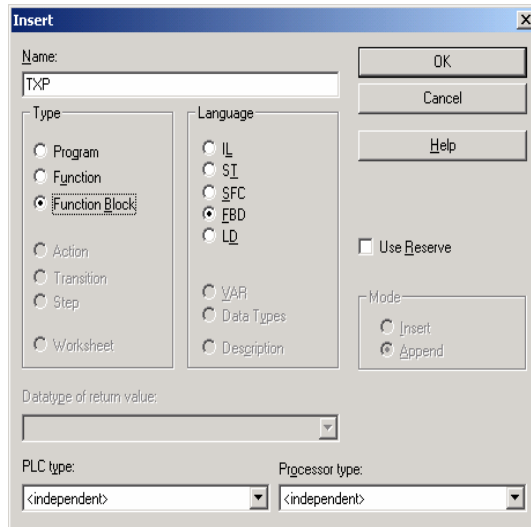 Insert
Name:
TXP
OK
Cancel
Help
Type
Program
Function
Function Block
Action
Transition
Step
Worksheet
Language
IL
ST
SFC
FBD
LD
VAR
Data Types
Description
Use Reserve
Mode
Insert
Append
Datatype of return value:
PLC type:
<independent>
Processor type:
<independent>